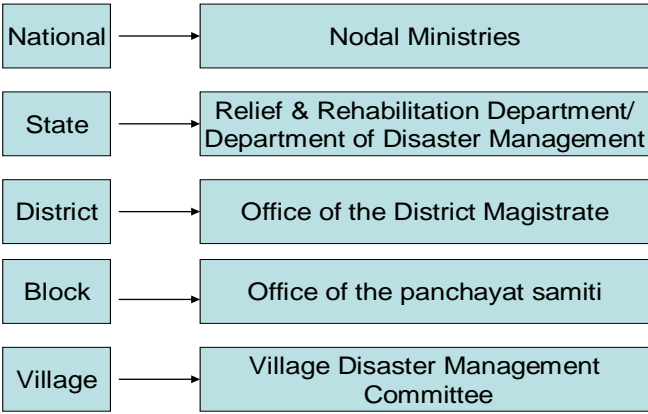 National
Nodal Ministries
State
Relief & Rehabilitation Department/
Department of Disaster Management
District
Office of the District Magistrate
Block
Office of the panchayat samiti
Village
Village Disaster Management
Committee